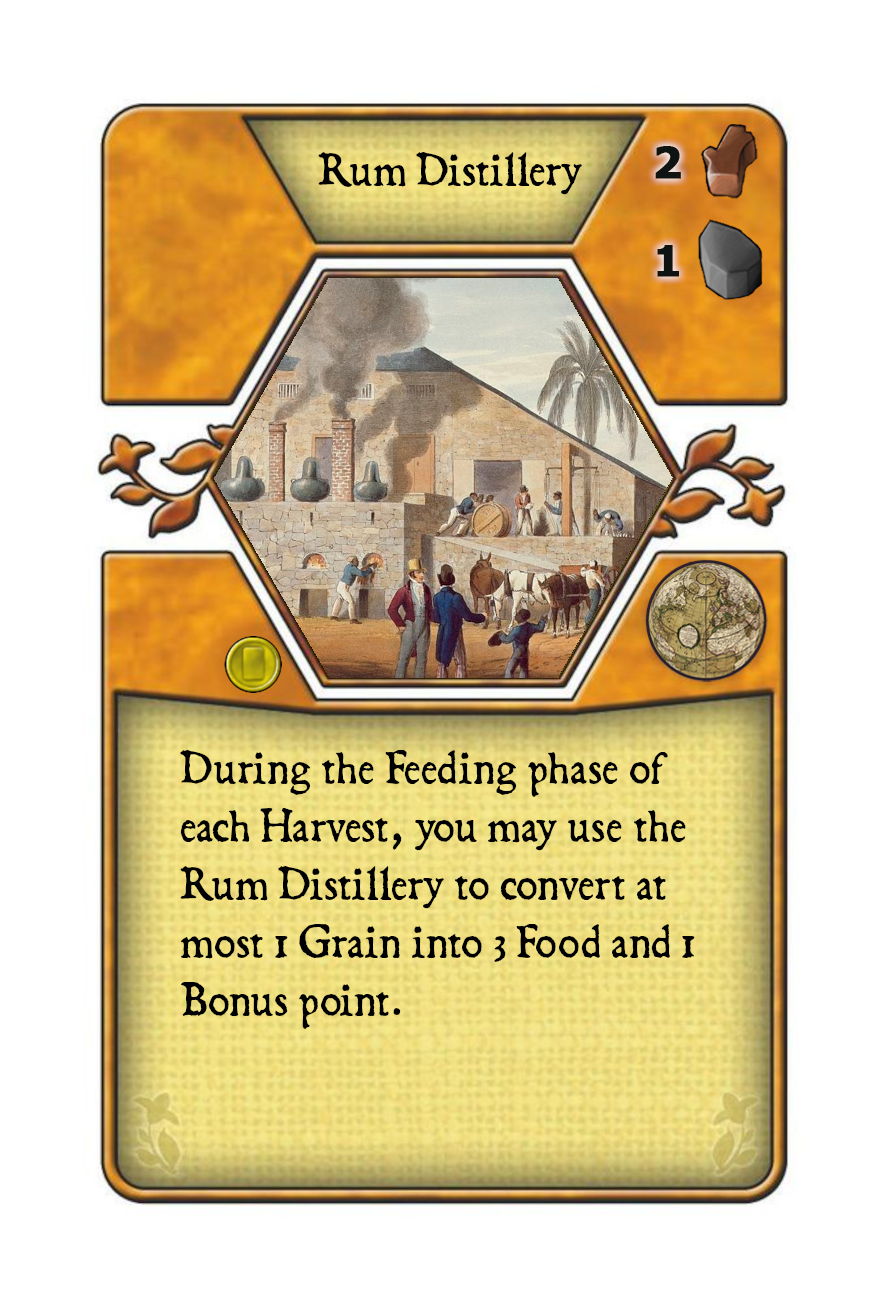 Rum Distillery
2
1
During the Feeding phase of
each Harvest, you may use the
Rum Distillery to convert at
most 1 Grain into 3 Food and 1
Bonus point.